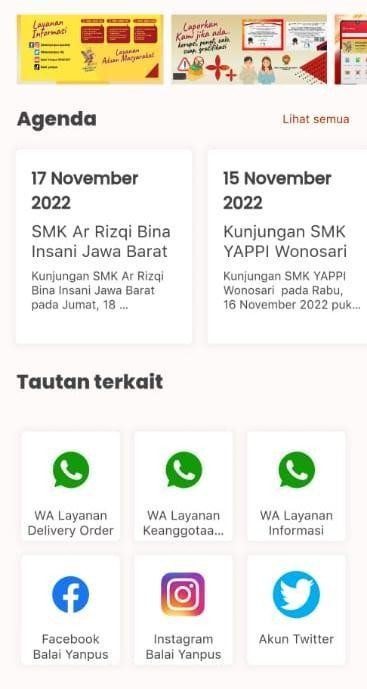 Layanan
Informasi
Layanan
Aduan Masyarakat
Laporkan
Kami jika ada..
korupsi, pungli, calo,
suap, gratifikasi
Agenda
Lihat semua
17 November
2022
SMK Ar Rizqi Bina
Insani Jawa Barat
Kunjungan SMK Ar Rizqi
Bina Insani Jawa Barat
pada Jumat, 18 ...
15 November
2022
Kunjungan SMK
YAPPI Wonosari
Kunjungan SMK YAPPI
Wonosari pada Rabu,
16 November 2022 puk...
Tautan terkait
WA Layanan
Delivery Order
WA Layanan
Keanggotaa...
WA Layanan
Informasi
Facebook
Balai Yanpus
Instagram
Balai Yanpus
Akun Twitter